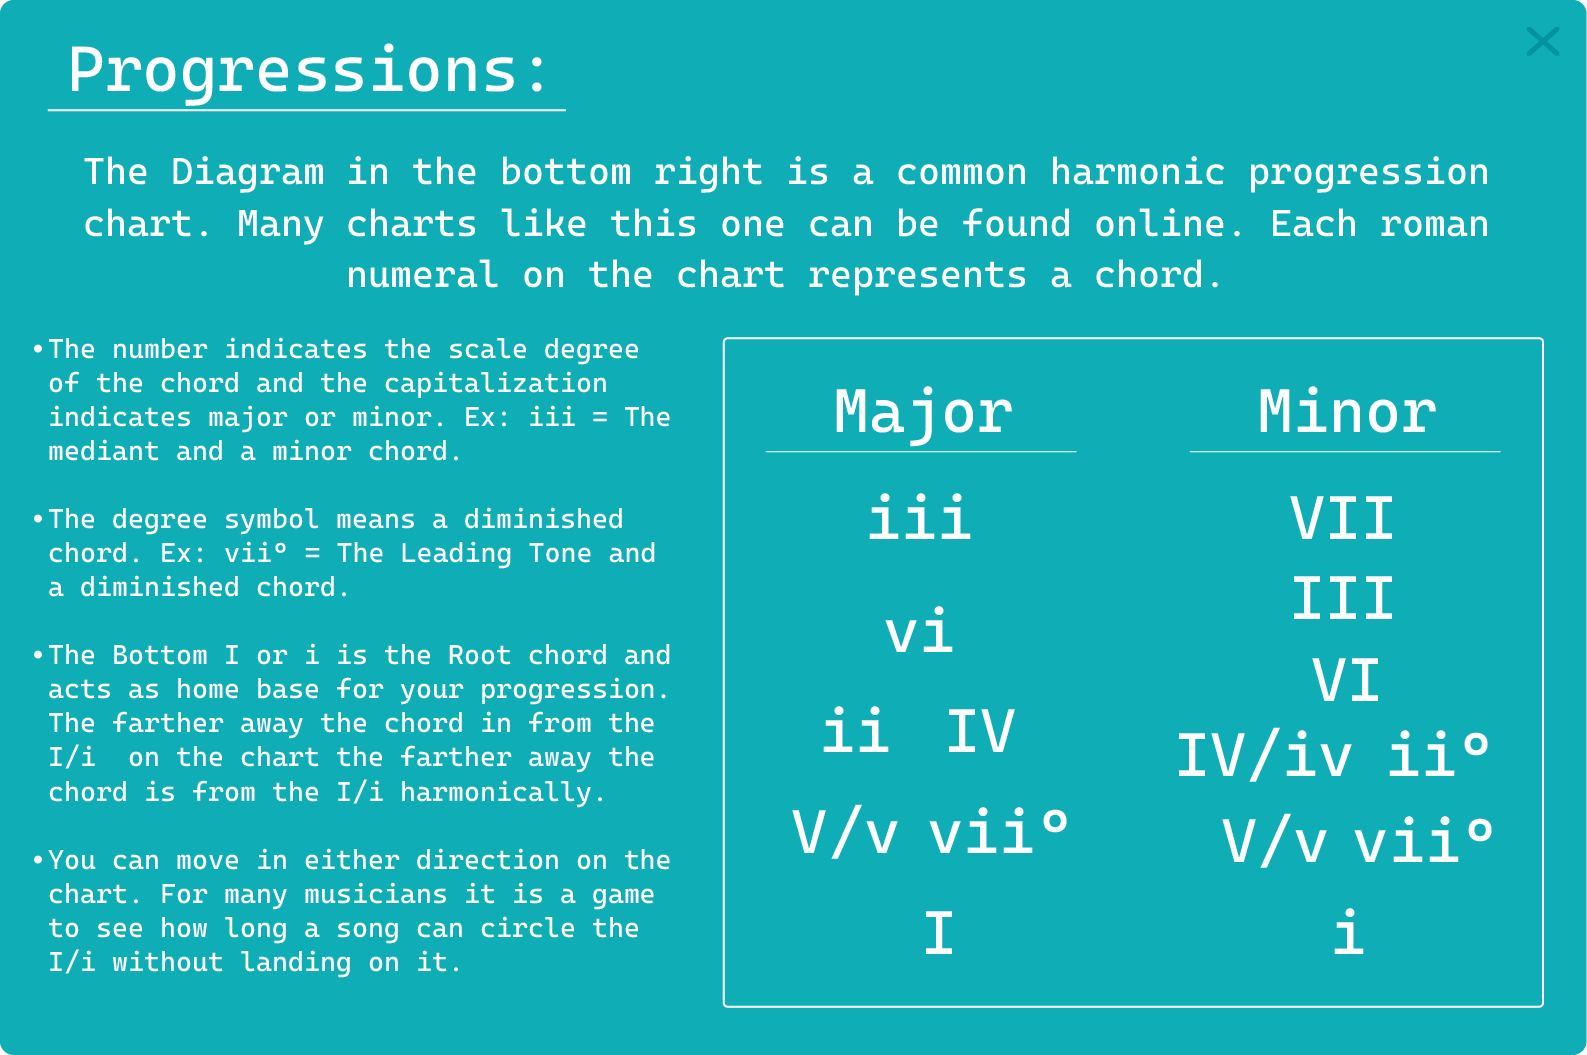 Progressions:
The Diagram in the bottom right is a common harmonic progression
chart. Many charts like this one can be found online. Each roman
numeral on the chart represents a chord.
•The number indicates the scale degree
of the chord and the capitalization
indicates major or minor. Ex: iii = The
mediant and a minor chord.
•The degree symbol means a diminished
chord. Ex: viiº = The Leading Tone and
a diminished chord.
•The Bottom I or i is the Root chord and
acts as home base for your progression.
The farther away the chord in from the
I/i  on the chart the farther away the
chord is from the I/i harmonically.
•You can move in either direction on the
chart. For many musicians it is a game
to see how long a song can circle the
I/i without landing on it.
Major
iii
vi
ii IV
V/v viiº
I
Minor
VII
III
VI
IV/iv iiº
V/v viiº
i